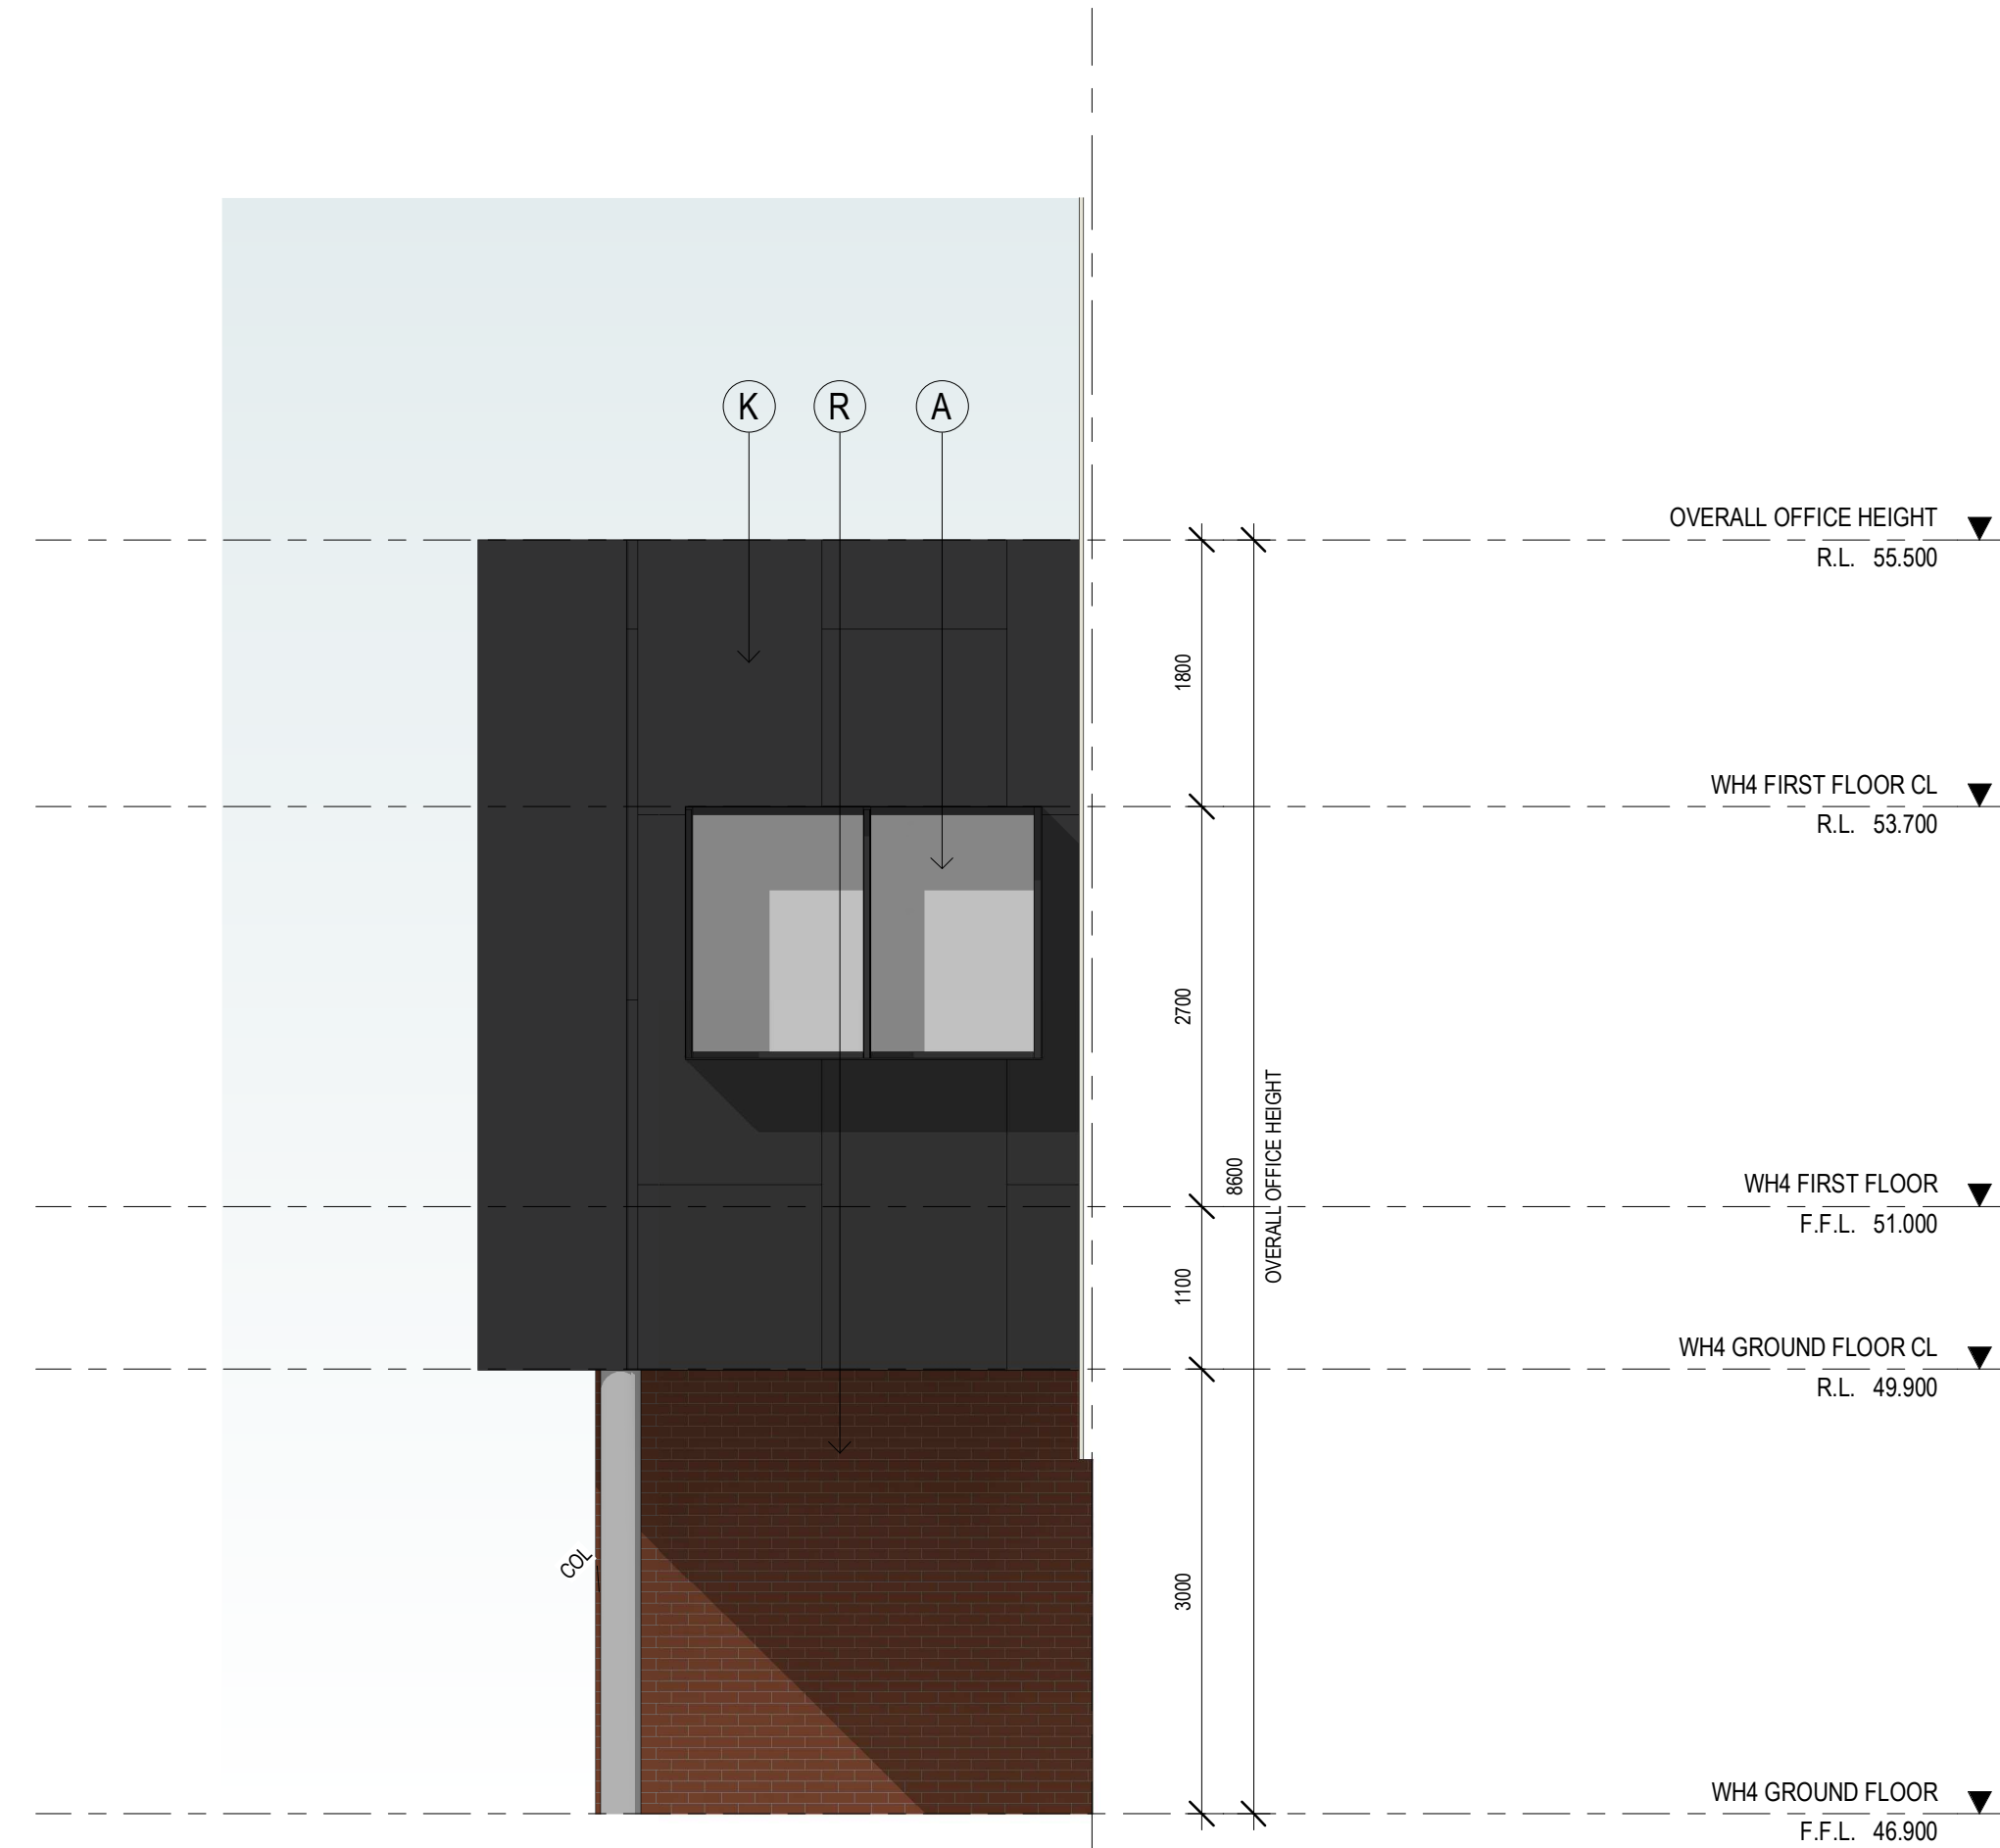 K R A
OVERALL OFFICE HEIGHT
R.L. 55.500
1800
WH4 FIRST FLOOR CL
R.L. 53.700
2700
8600
OVERALL OFFICE HEIGHT
WH4 FIRST FLOOR
F.F.L. 51.000
1100
WH4 GROUND FLOOR CL
R.L. 49.900
COL
3000
WH4 GROUND FLOOR
F.F.L. 46.900